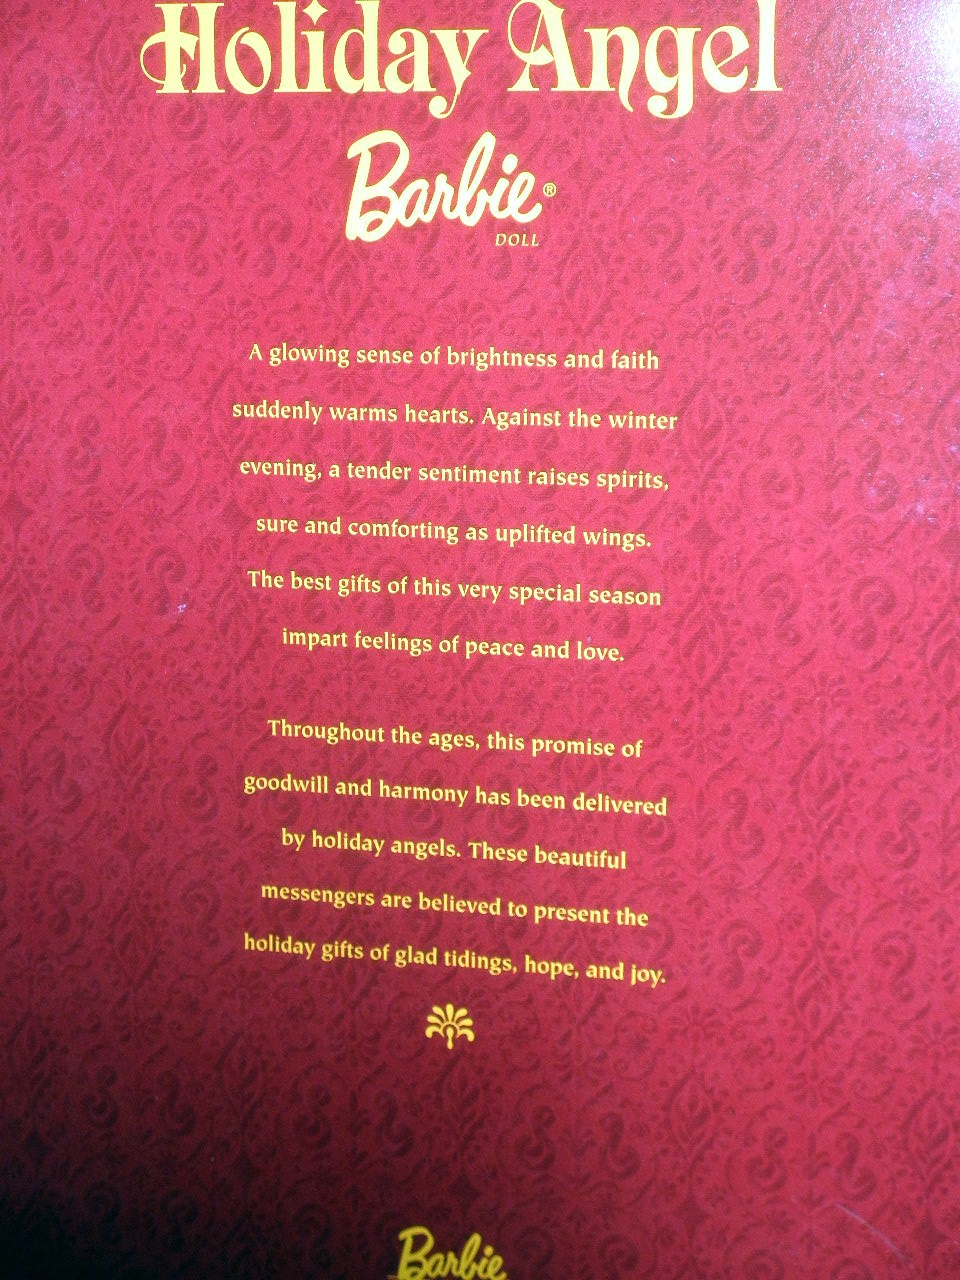 Holiday Angel
Barbie®
DOLL
A glowing sense of brightness and faith
suddenly warms hearts. Against the winter
evening, a tender sentiment raises spirits,
sure and comforting as uplifted wings.
The best gifts of this very special season
impart feelings of peace and love.
Throughout the ages, this promise of
goodwill and harmony has been delivered
by holiday angels. These beautiful
messengers are believed to present the
holiday gifts of glad tidings, hope, and joy.
Barbie